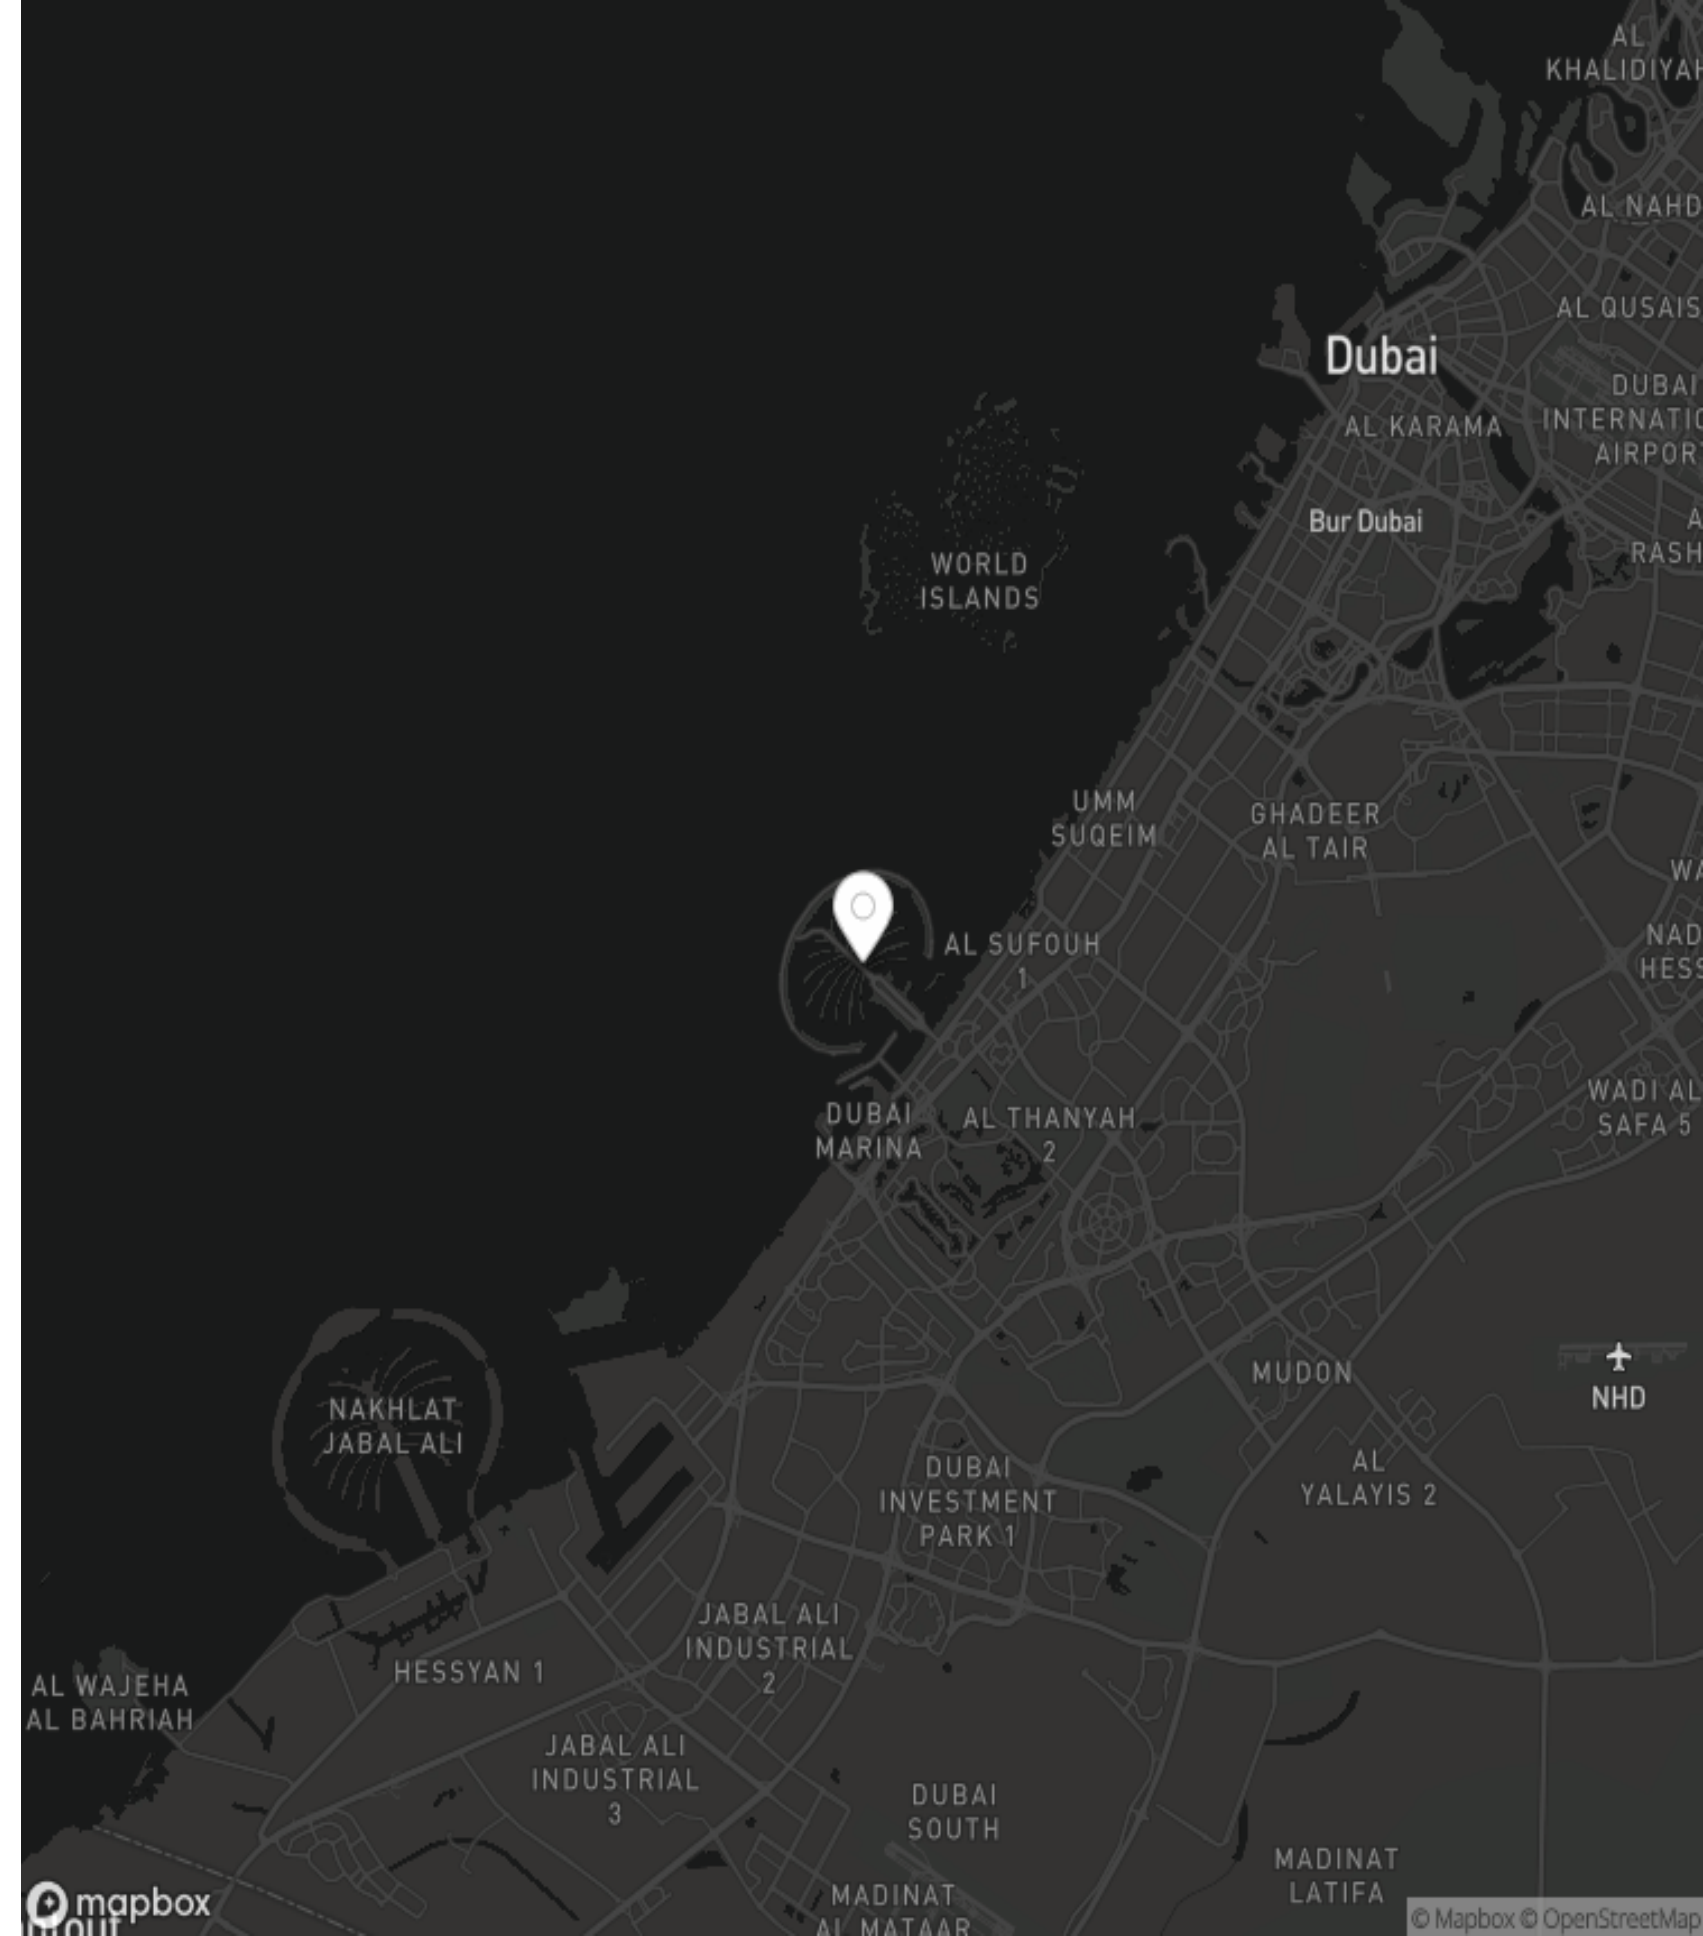 AL
KHALIDIYAH
AL NAHD
AL QUSAIS
Dubai
DUBAI
INTERNATIO
AIRPOR
AL KARAMA
Bur Dubai
A
RASH
WORLD
ISLANDS
UMM
SUQEIM
GHADEER
AL TAIR
WA
NAD
HESS
AL SUFOUH
1
WADI AL
SAFA 5
DUBAI
MARINA
AL THANYAH
2
MUDON
NHD
NAKHLAT
JABAL ALI
DUBAI
INVESTMENT
PARK 1
AL
YALAYIS 2
JABAL ALI
INDUSTRIAL
2
HESSYAN 1
AL WAJEHA
AL BAHRIAH
JABAL ALI
INDUSTRIAL
3
DUBAI
SOUTH
MADINAT
LATIFA
MADINAT
AL MATAAR
mapbox
© Mapbox © OpenStreetMap